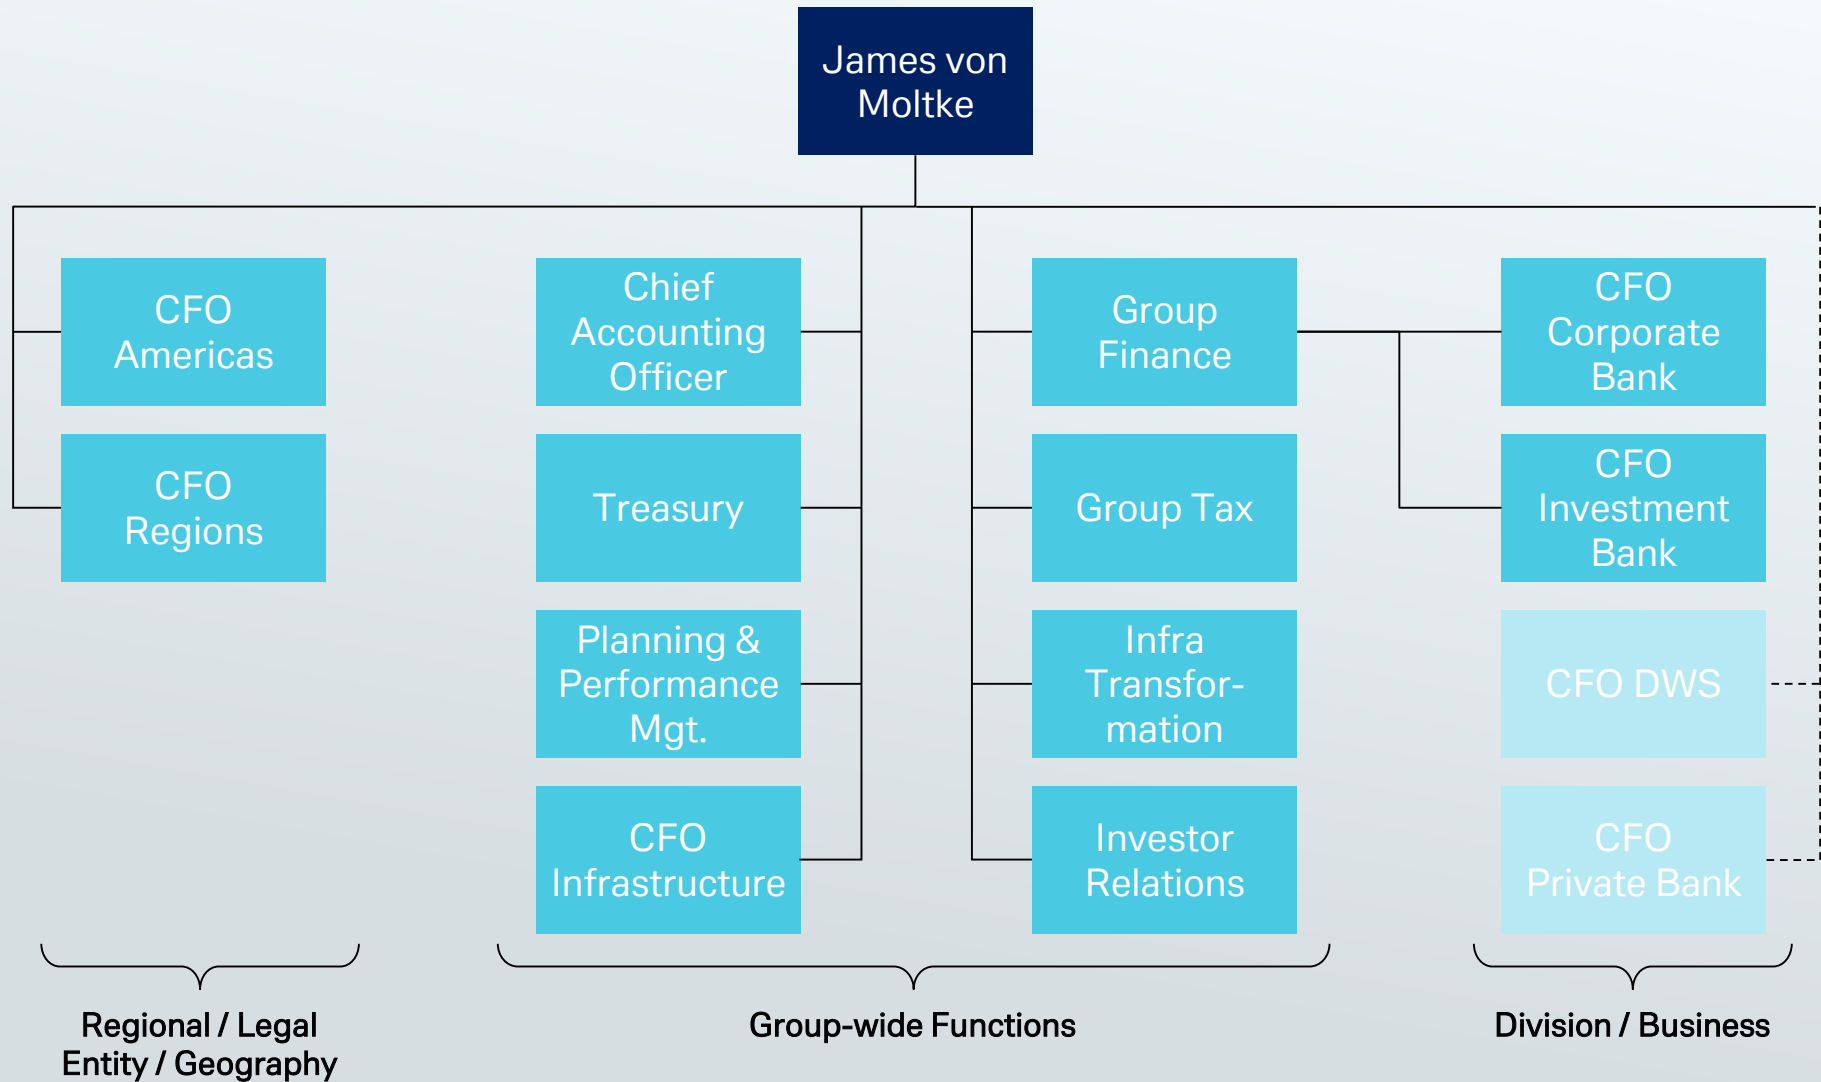 James von
Moltke
CFO
Americas
CFO
Regions
Chief
Accounting
Officer
Treasury
Planning &
Performance
Mgt.
CFO
Infrastructure
Group
Finance
Group Tax
Infra
Transfor-
mation
Investor
Relations
CFO
Corporate
Bank
CFO
Investment
Bank
CFO DWS
CFO
Private Bank
Regional / Legal
Entity / Geography
Group-wide Functions
Division / Business